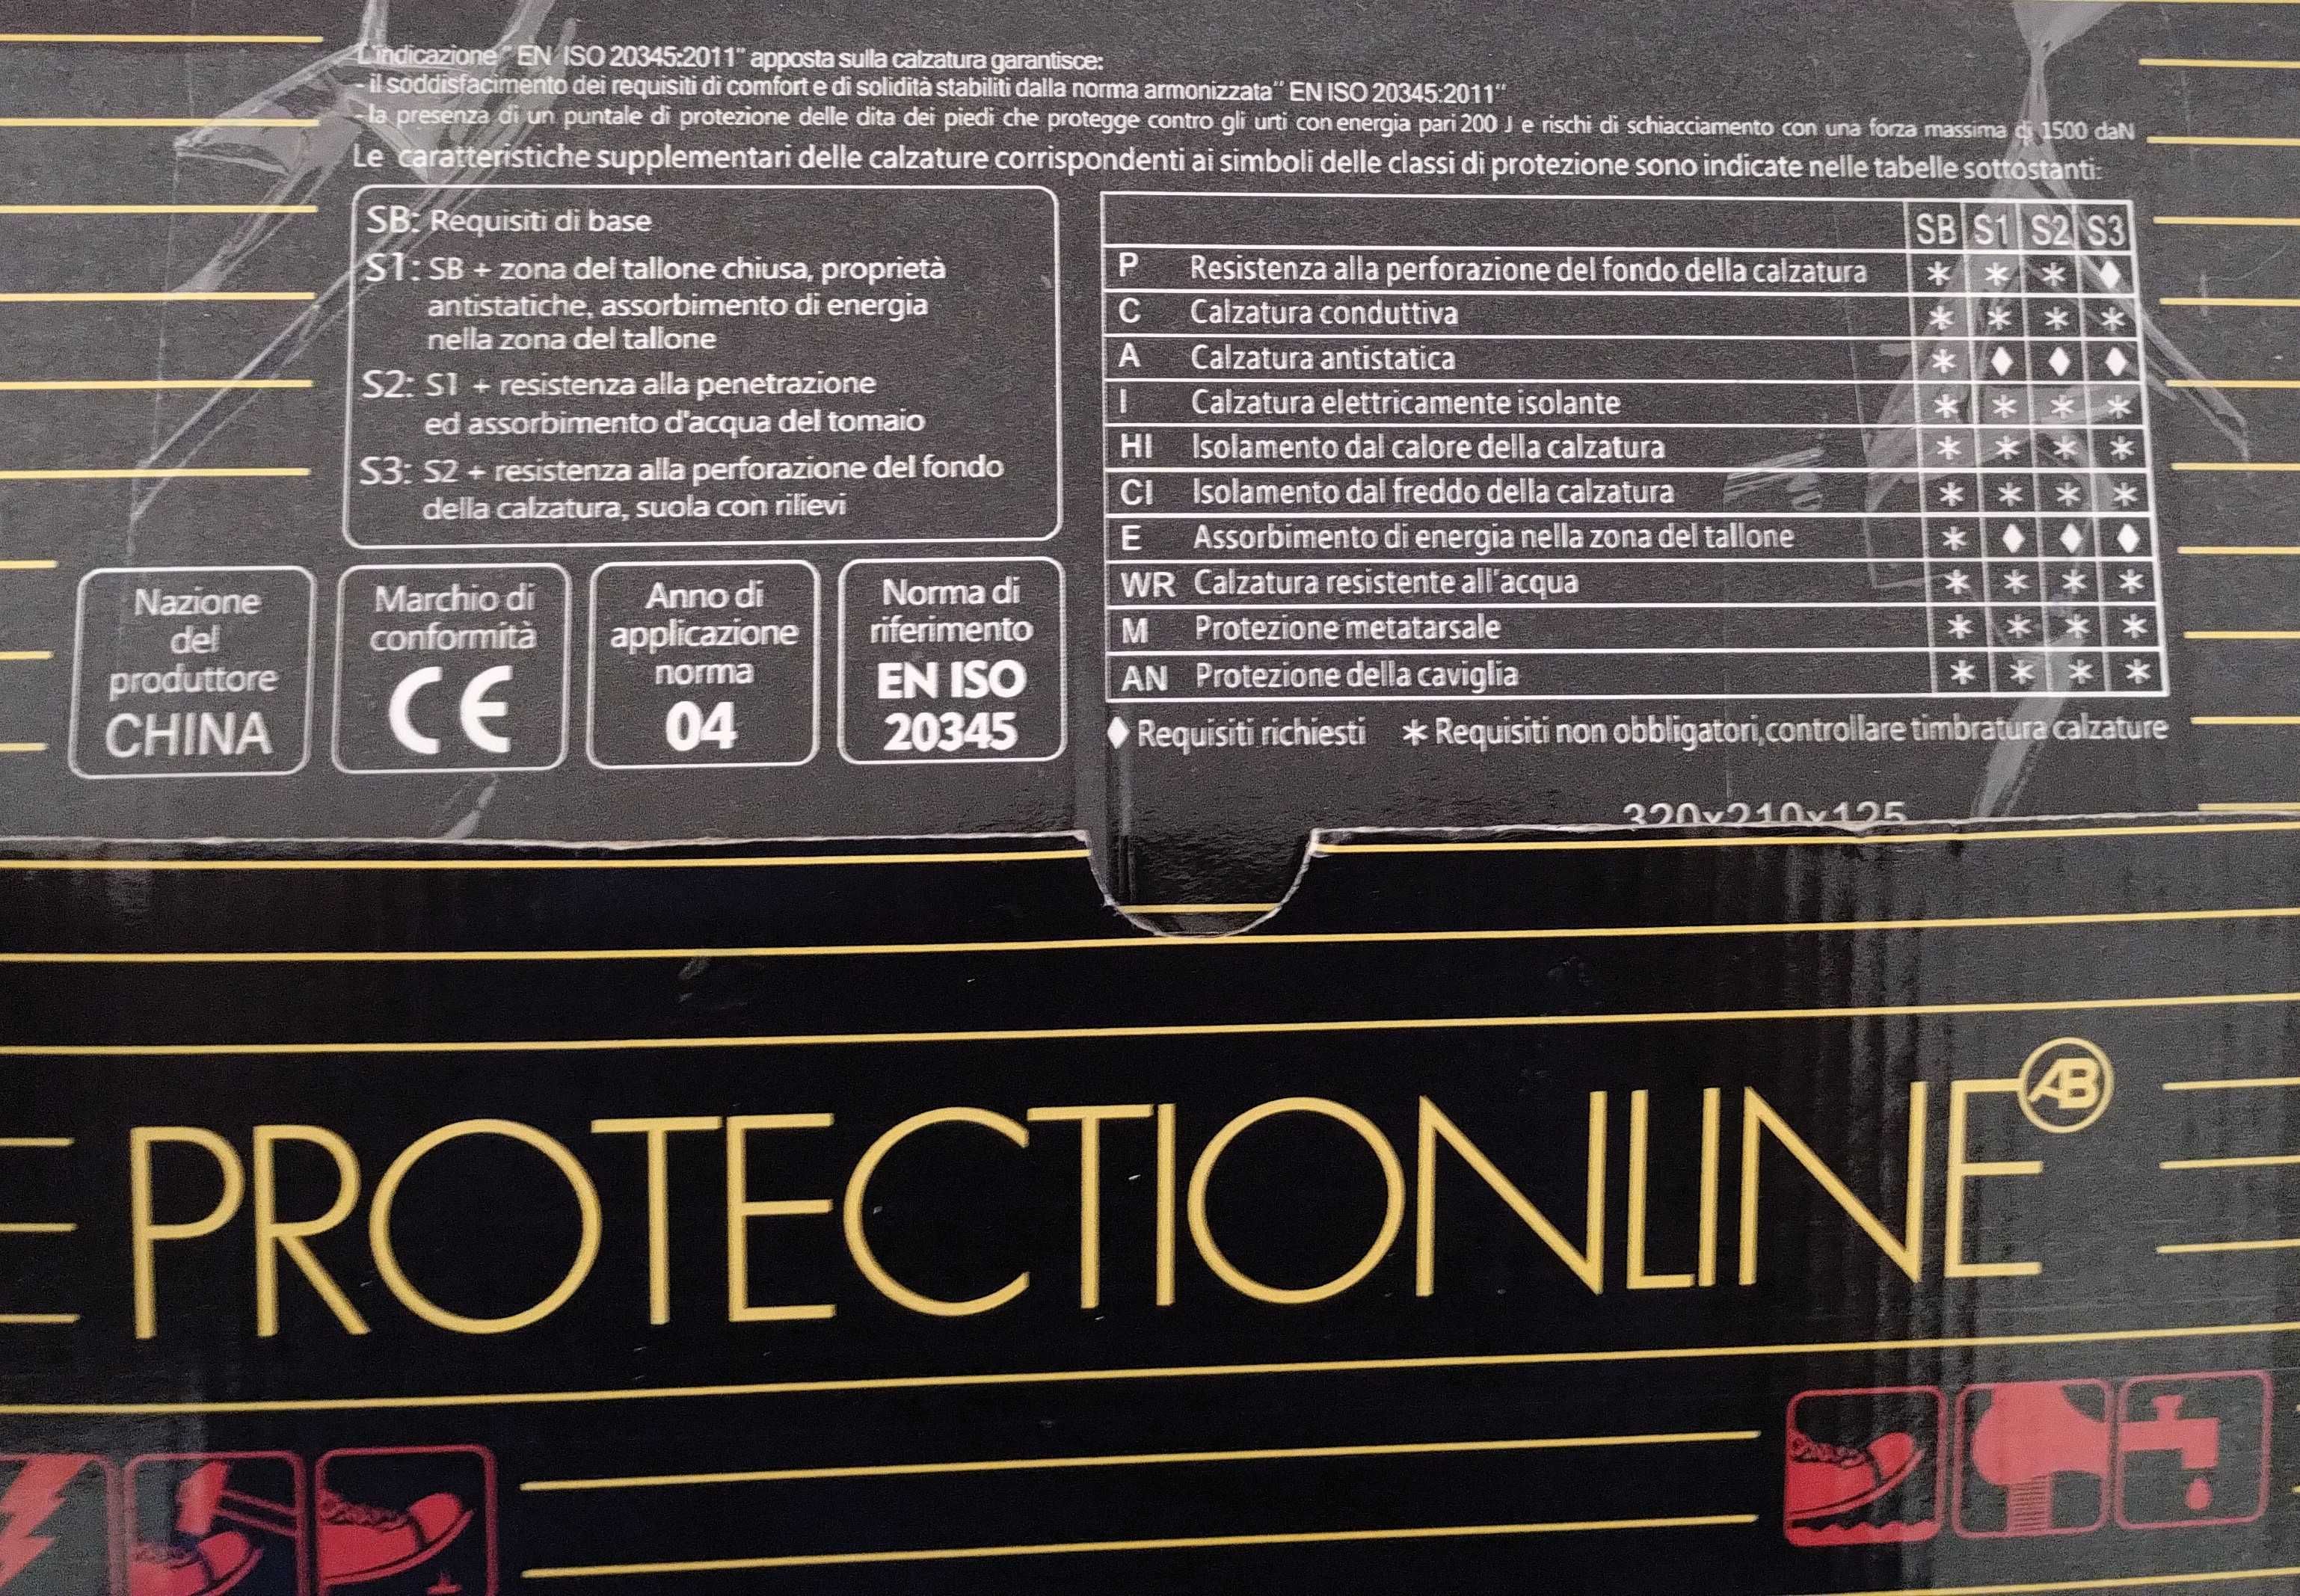 L'indicazione" EN ISO 20345:2011" apposta sulla calzatura garantisce:
- il soddisfacimento dei requisiti di comfort e di solidità stabiliti dalla norma armonizzata" EN ISO 20345:2011"
- la presenza di un puntale di protezione delle dita dei piedi che protegge contro gli urti con energia pari 200 J e rischi di schiacciamento con una forza massima di 1500 daN
Le caratteristiche supplementari delle calzature corrispondenti ai simboli delle classi di protezione sono indicate nelle tabelle sottostanti:
SB: Requisiti di base
S1: SB + zona del tallone chiusa, proprietà
antistatiche, assorbimento di energia
nella zona del tallone
S2: S1 + resistenza alla penetrazione
ed assorbimento d'acqua del tomaio
S3: S2 + resistenza alla perforazione del fondo
della calzatura, suola con rilievi
SB S1 S2 S3
P Resistenza alla perforazione del fondo della calzatura * * * ♦
C Calzatura conduttiva * * * *
A Calzatura antistatica * ♦ ♦ ♦
I Calzatura elettricamente isolante * * * *
HI Isolamento dal calore della calzatura * * * *
CI Isolamento dal freddo della calzatura * * * *
E Assorbimento di energia nella zona del tallone * ♦ ♦ ♦
WR Calzatura resistente all'acqua * * * *
M Protezione metatarsale * * * *
AN Protezione della caviglia * * * *
♦ Requisiti richiesti * Requisiti non obbligatori,controllare timbratura calzature
Nazione
del
produttore
CHINA
Marchio di
conformità
CE
Anno di
applicazione
norma
04
Norma di
riferimento
EN ISO
20345
320x210x125
PROTECTIONLINE AB